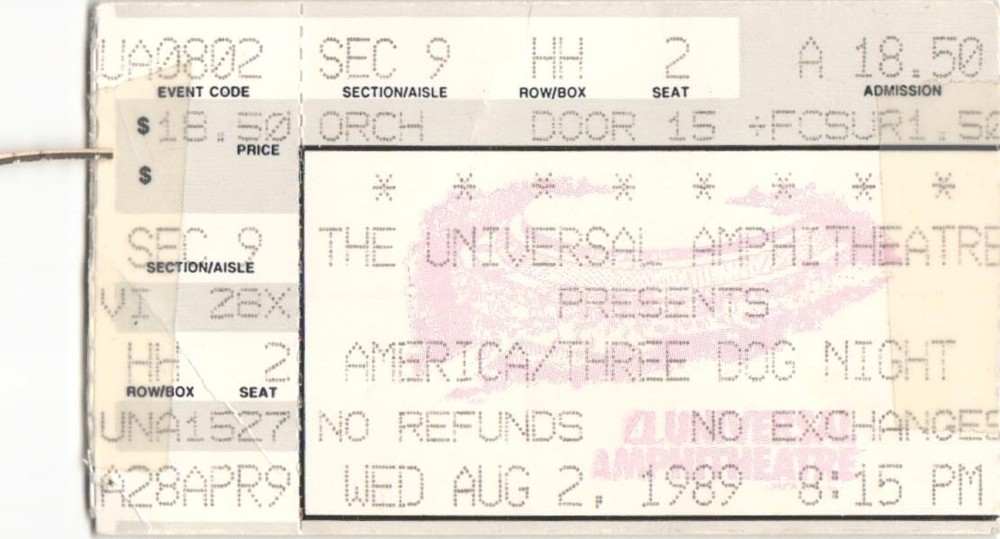 UA0802 SEC 9 HH 2 A 18.50
EVENT CODE SECTION/AISLE ROW/BOX SEAT ADMISSION
$ 18.50 ORCH DOOR 15 +FCSUR1.50
PRICE
$
* * * * * * * *
SEC 9 THE UNIVERSAL AMPHITHEATRE
SECTION/AISLE
VI 28X PRESENTS
HH 2 AMERICA/THREE DOG NIGHT
ROW/BOX SEAT
UNA1527 NO REFUNDS NO EXCHANGES
AMPHITHEATRE
A28APR9 WED AUG 2, 1989 8:15 PM